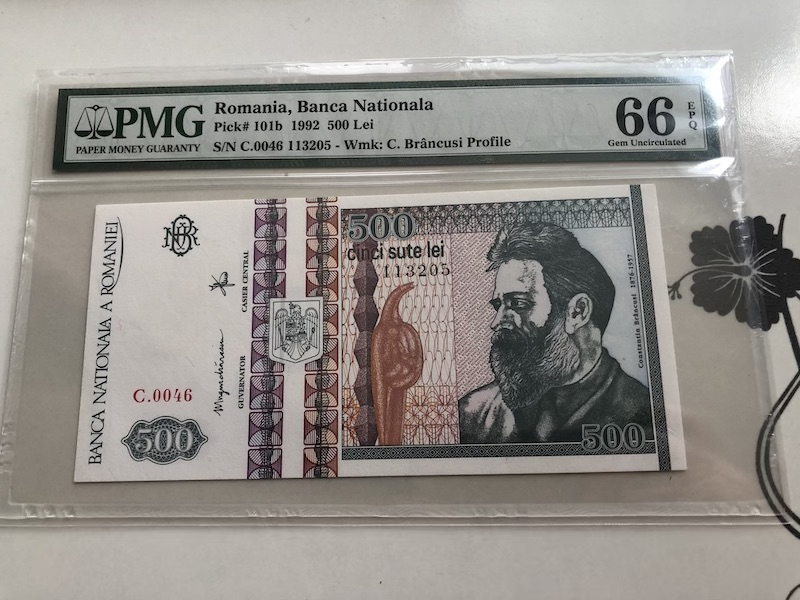 PMG
PAPER MONEY GUARANTY
Romania, Banca Nationala
Pick# 101b 1992 500 Lei
S/N C.0046 113205 - Wmk: C. Brâncusi Profile
66 EPQ
Gem Uncirculated
BANCA NATIONALA A ROMANIEI
BNR
C.0046
500
GUVERNATOR
CASIER CENTRAL
500
cinci sute lei
113205
Constantin Brâncusi 1876-1957
500